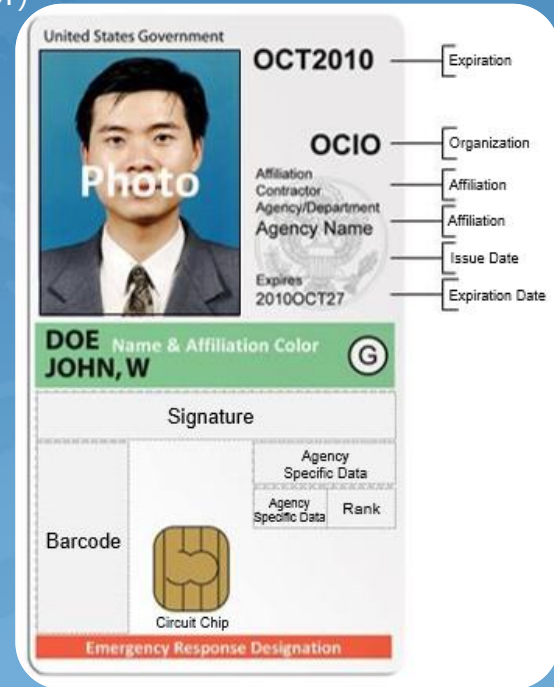 or)
United States Government
OCT2010
Expiration
Photo
OCIO
Organization
Affiliation
Contractor
Affiliation
Agency/Department
Agency Name
Affiliation
Issue Date
Expires
2010OCT27
Expiration Date
DOE Name & Affiliation Color
JOHN, W
G
Signature
Agency
Specific Data
Agency
Specific Data
Rank
Barcode
Circuit Chip
Emergency Response Designation